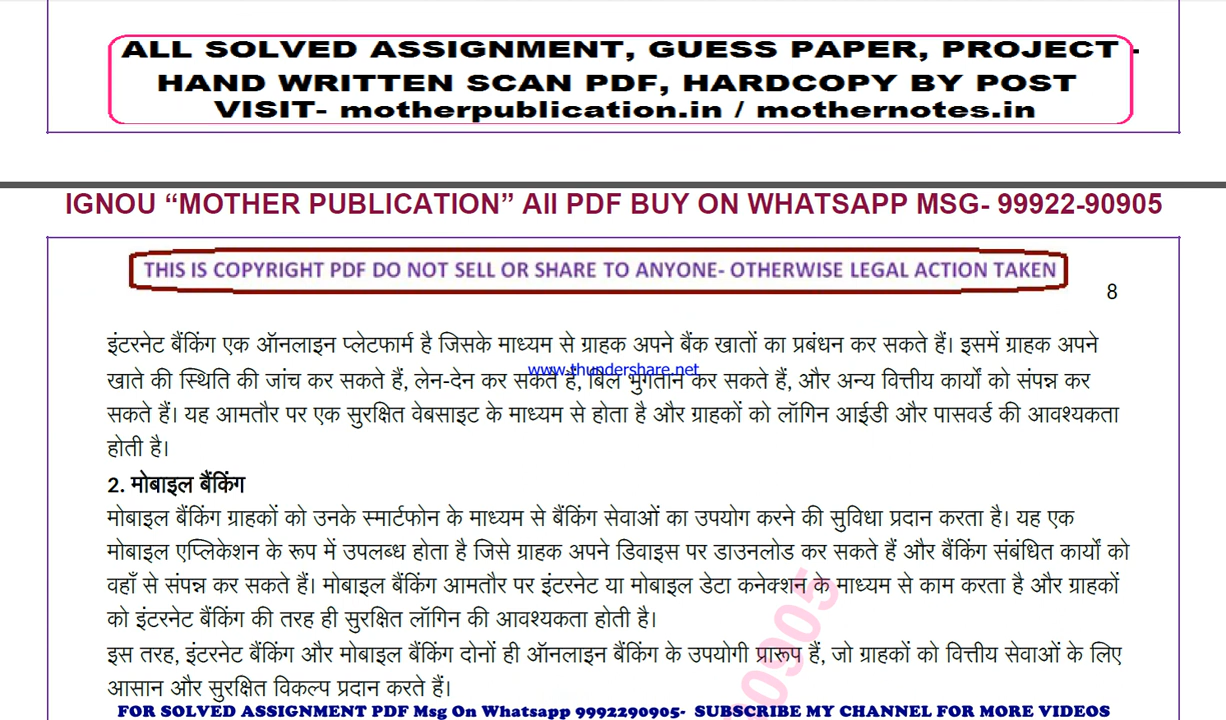 ALL SOLVED ASSIGNMENT, GUESS PAPER, PROJECT -
HAND WRITTEN SCAN PDF, HARDCOPY BY POST
VISIT- motherpublication.in / mothernotes.in
IGNOU “MOTHER PUBLICATION” All PDF BUY ON WHATSAPP MSG- 99922-90905
THIS IS COPYRIGHT PDF DO NOT SELL OR SHARE TO ANYONE- OTHERWISE LEGAL ACTION TAKEN
8
इंटरनेट बैंकिंग एक ऑनलाइन प्लेटफार्म है जिसके माध्यम से ग्राहक अपने बैंक खातों का प्रबंधन कर सकते हैं। इसमें ग्राहक अपने
www.thundershare.net
खाते की स्थिति की जांच कर सकते हैं, लेन-देन कर सकते हैं, बिल भुगतान कर सकते हैं, और अन्य वित्तीय कार्यों को संपन्न कर
सकते हैं। यह आमतौर पर एक सुरक्षित वेबसाइट के माध्यम से होता है और ग्राहकों को लॉगिन आईडी और पासवर्ड की आवश्यकता
होती है।
2. मोबाइल बैंकिंग
मोबाइल बैंकिंग ग्राहकों को उनके स्मार्टफोन के माध्यम से बैंकिंग सेवाओं का उपयोग करने की सुविधा प्रदान करता है। यह एक
मोबाइल एप्लिकेशन के रूप में उपलब्ध होता है जिसे ग्राहक अपने डिवाइस पर डाउनलोड कर सकते हैं और बैंकिंग संबंधित कार्यों को
वहाँ से संपन्न कर सकते हैं। मोबाइल बैंकिंग आमतौर पर इंटरनेट या मोबाइल डेटा कनेक्शन के माध्यम से काम करता है और ग्राहकों
को इंटरनेट बैंकिंग की तरह ही सुरक्षित लॉगिन की आवश्यकता होती है।
इस तरह, इंटरनेट बैंकिंग और मोबाइल बैंकिंग दोनों ही ऑनलाइन बैंकिंग के उपयोगी प्रारूप हैं, जो ग्राहकों को वित्तीय सेवाओं के लिए
आसान और सुरक्षित विकल्प प्रदान करते हैं।
0905
FOR SOLVED ASSIGNMENT PDF Msg On Whatsapp 9992290905- SUBSCRIBE MY CHANNEL FOR MORE VIDEOS